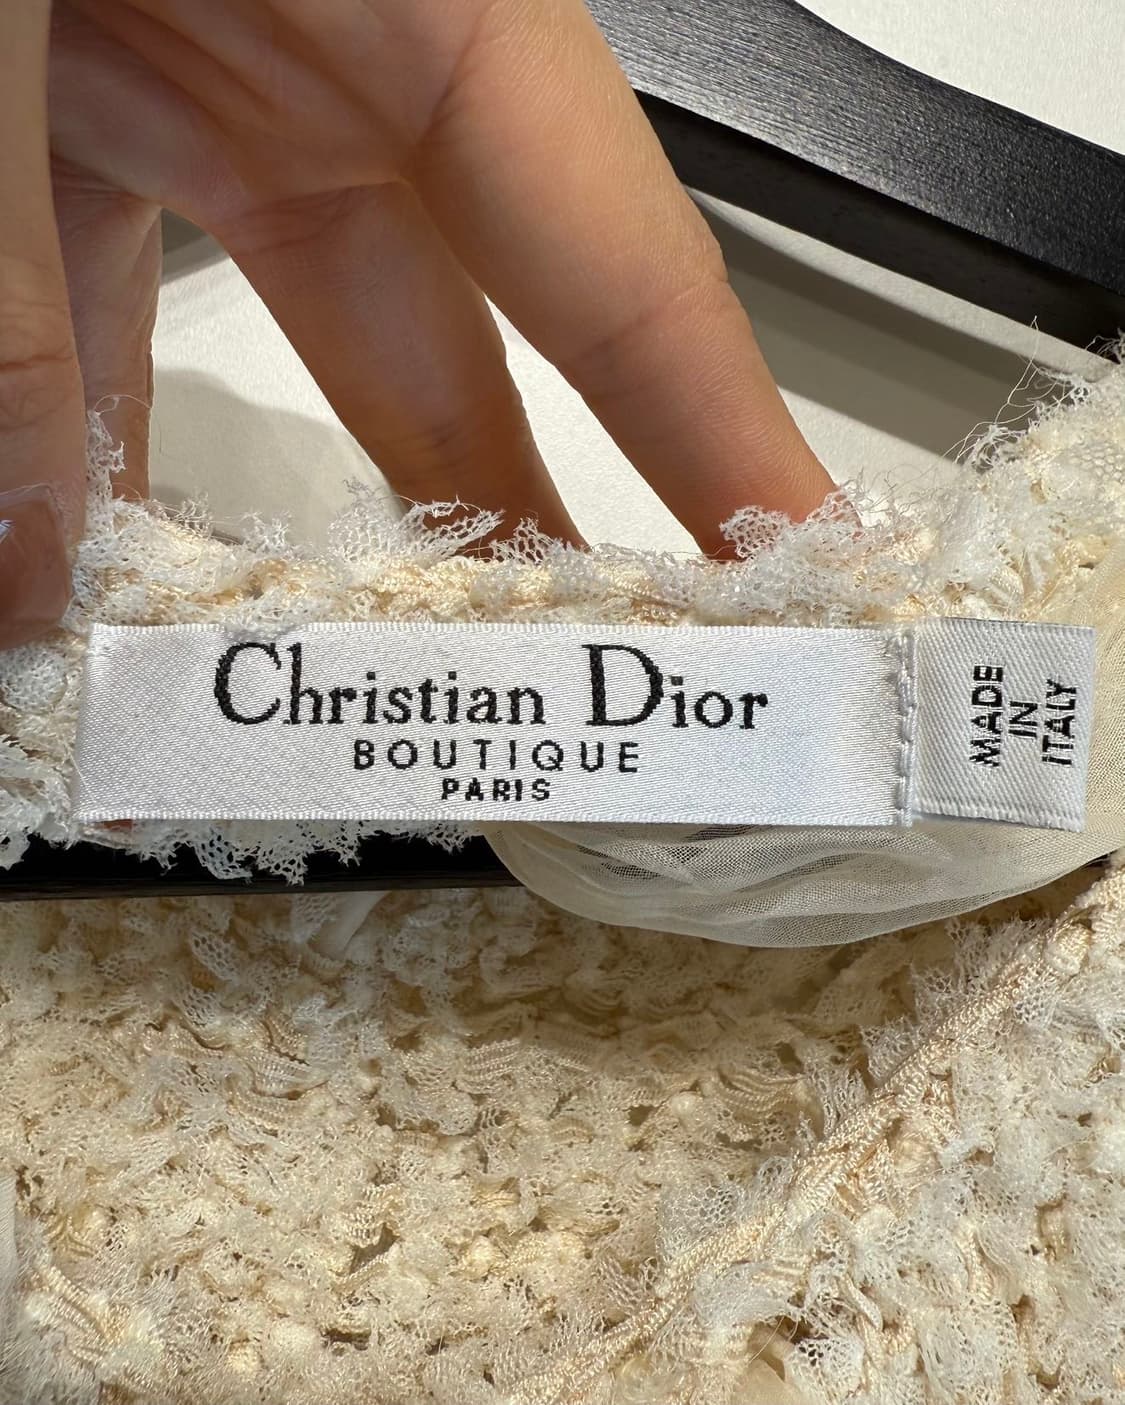 Christian Dior
BOUTIQUE
PARIS
MADE
IN
ITALY